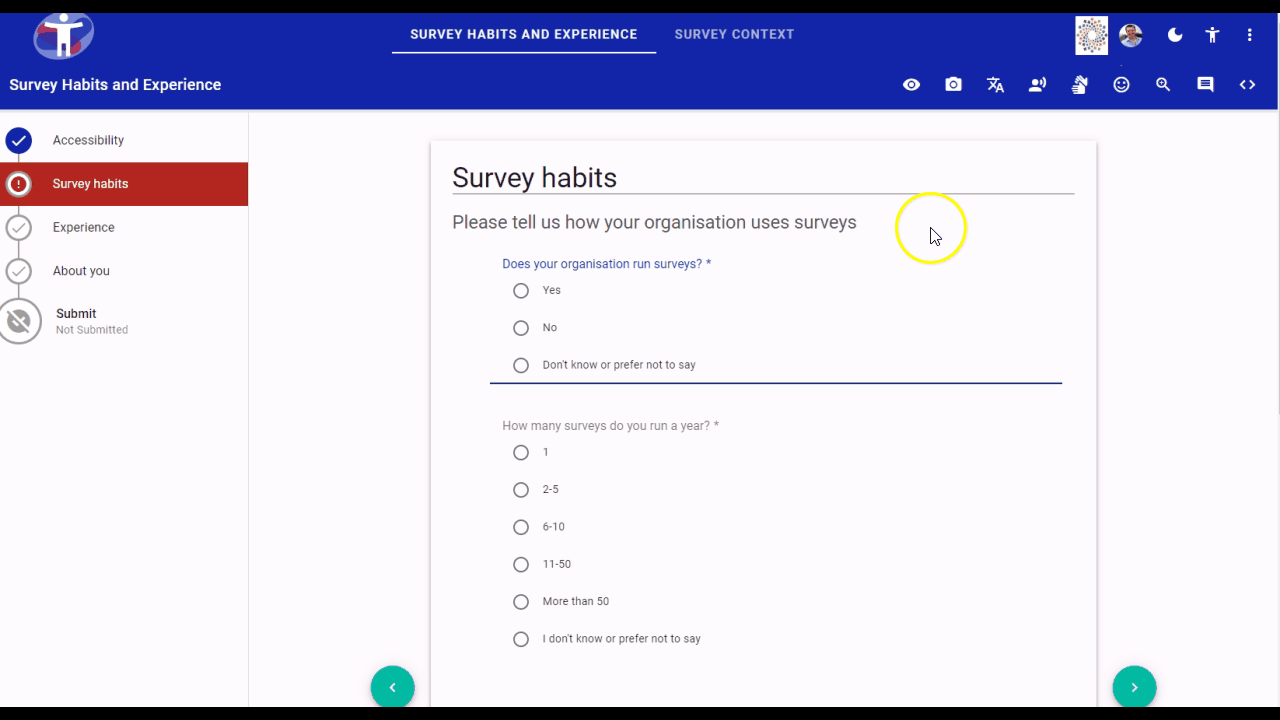 SURVEY HABITS AND EXPERIENCE
SURVEY CONTEXT
Survey Habits and Experience
Accessibility
Survey habits
Experience
About you
Submit
Not Submitted
Survey habits
Please tell us how your organisation uses surveys
Does your organisation run surveys? *
Yes
No
Don't know or prefer not to say
How many surveys do you run a year? *
1
2-5
6-10
11-50
More than 50
I don't know or prefer not to say